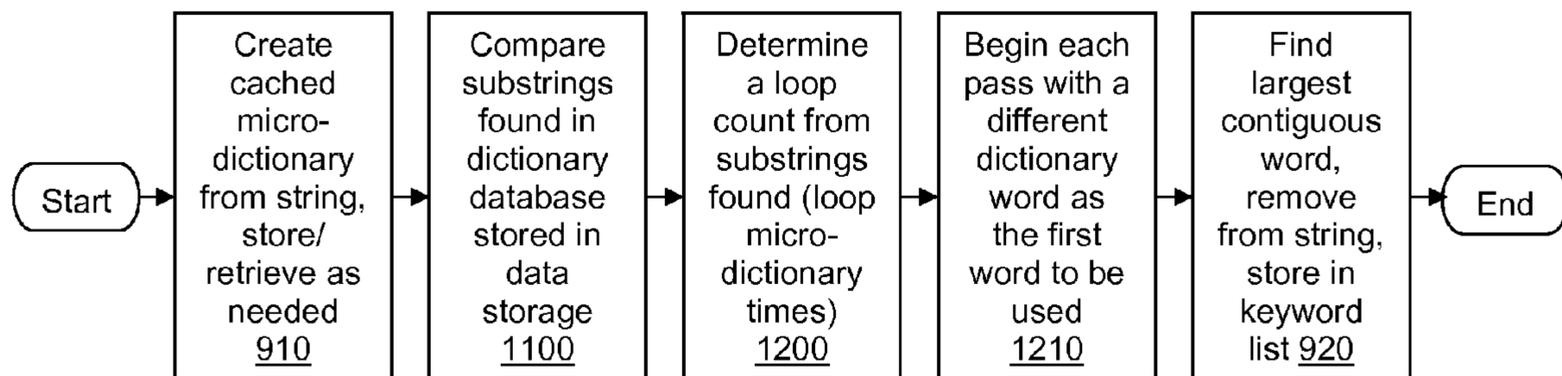 Start
Create
cached
micro-
dictionary
from string,
store/
retrieve as
needed
910
Compare
substrings
found in
dictionary
database
stored in
data
storage
1100
Determine
a loop
count from
substrings
found (loop
micro-
dictionary
times)
1200
Begin each
pass with a
different
dictionary
word as
the first
word to be
used
1210
Find
largest
contiguous
word,
remove
from string,
store in
keyword
list 920
End